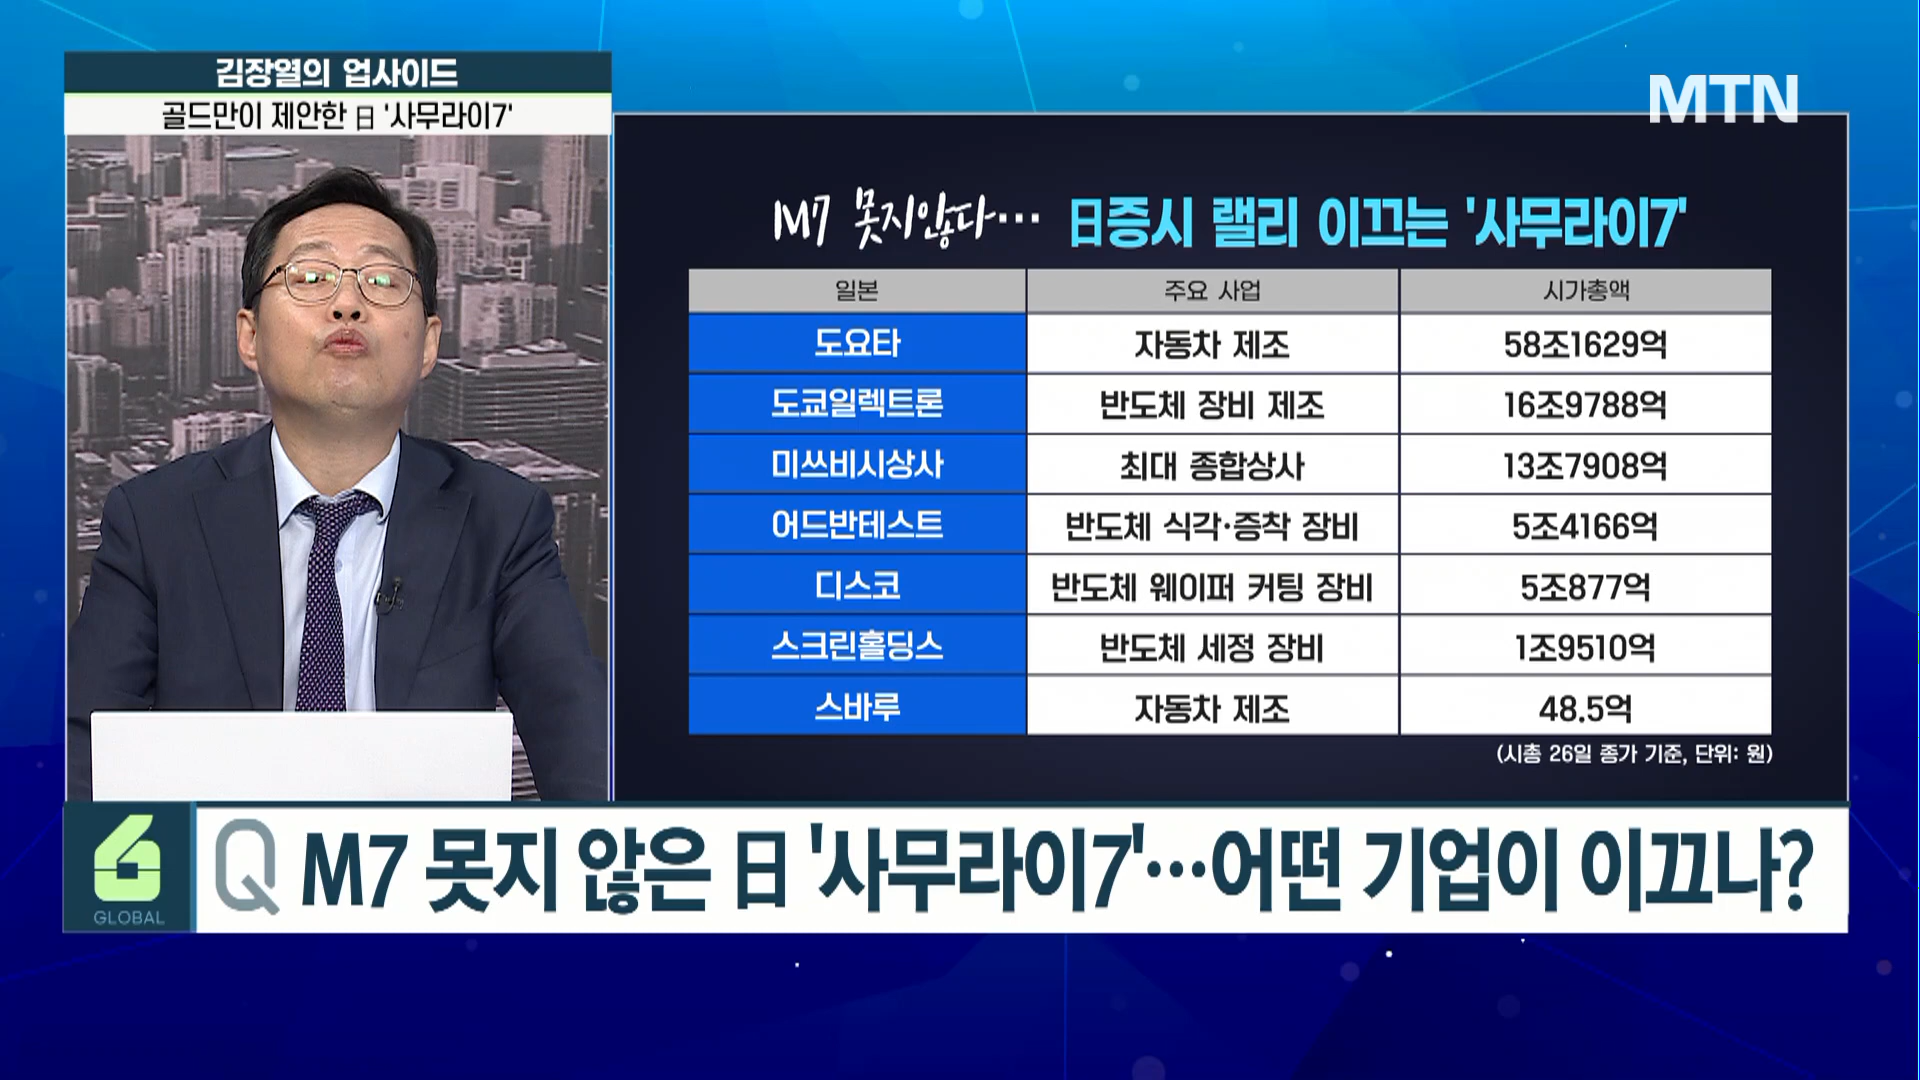 김장열의 업사이드
골드만이 제안한 日 '사무라이7'
MTN
M7 못지않다… 日증시 랠리 이끄는 '사무라이7'
일본 주요 사업 시가총액
도요타 자동차 제조 58조1629억
도쿄일렉트론 반도체 장비 제조 16조9788억
미쓰비시상사 최대 종합상사 13조7908억
어드반테스트 반도체 식각·증착 장비 5조4166억
디스코 반도체 웨이퍼 커팅 장비 5조877억
스크린홀딩스 반도체 세정 장비 1조9510억
스바루 자동차 제조 48.5억
(시총 26일 종가 기준, 단위: 원)
6 GLOBAL
Q M7 못지 않은 日 '사무라이7'…어떤 기업이 이끄나?